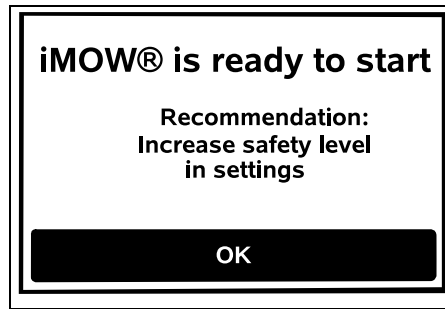 iMOW® is ready to start
Recommendation:
Increase safety level
in settings
OK